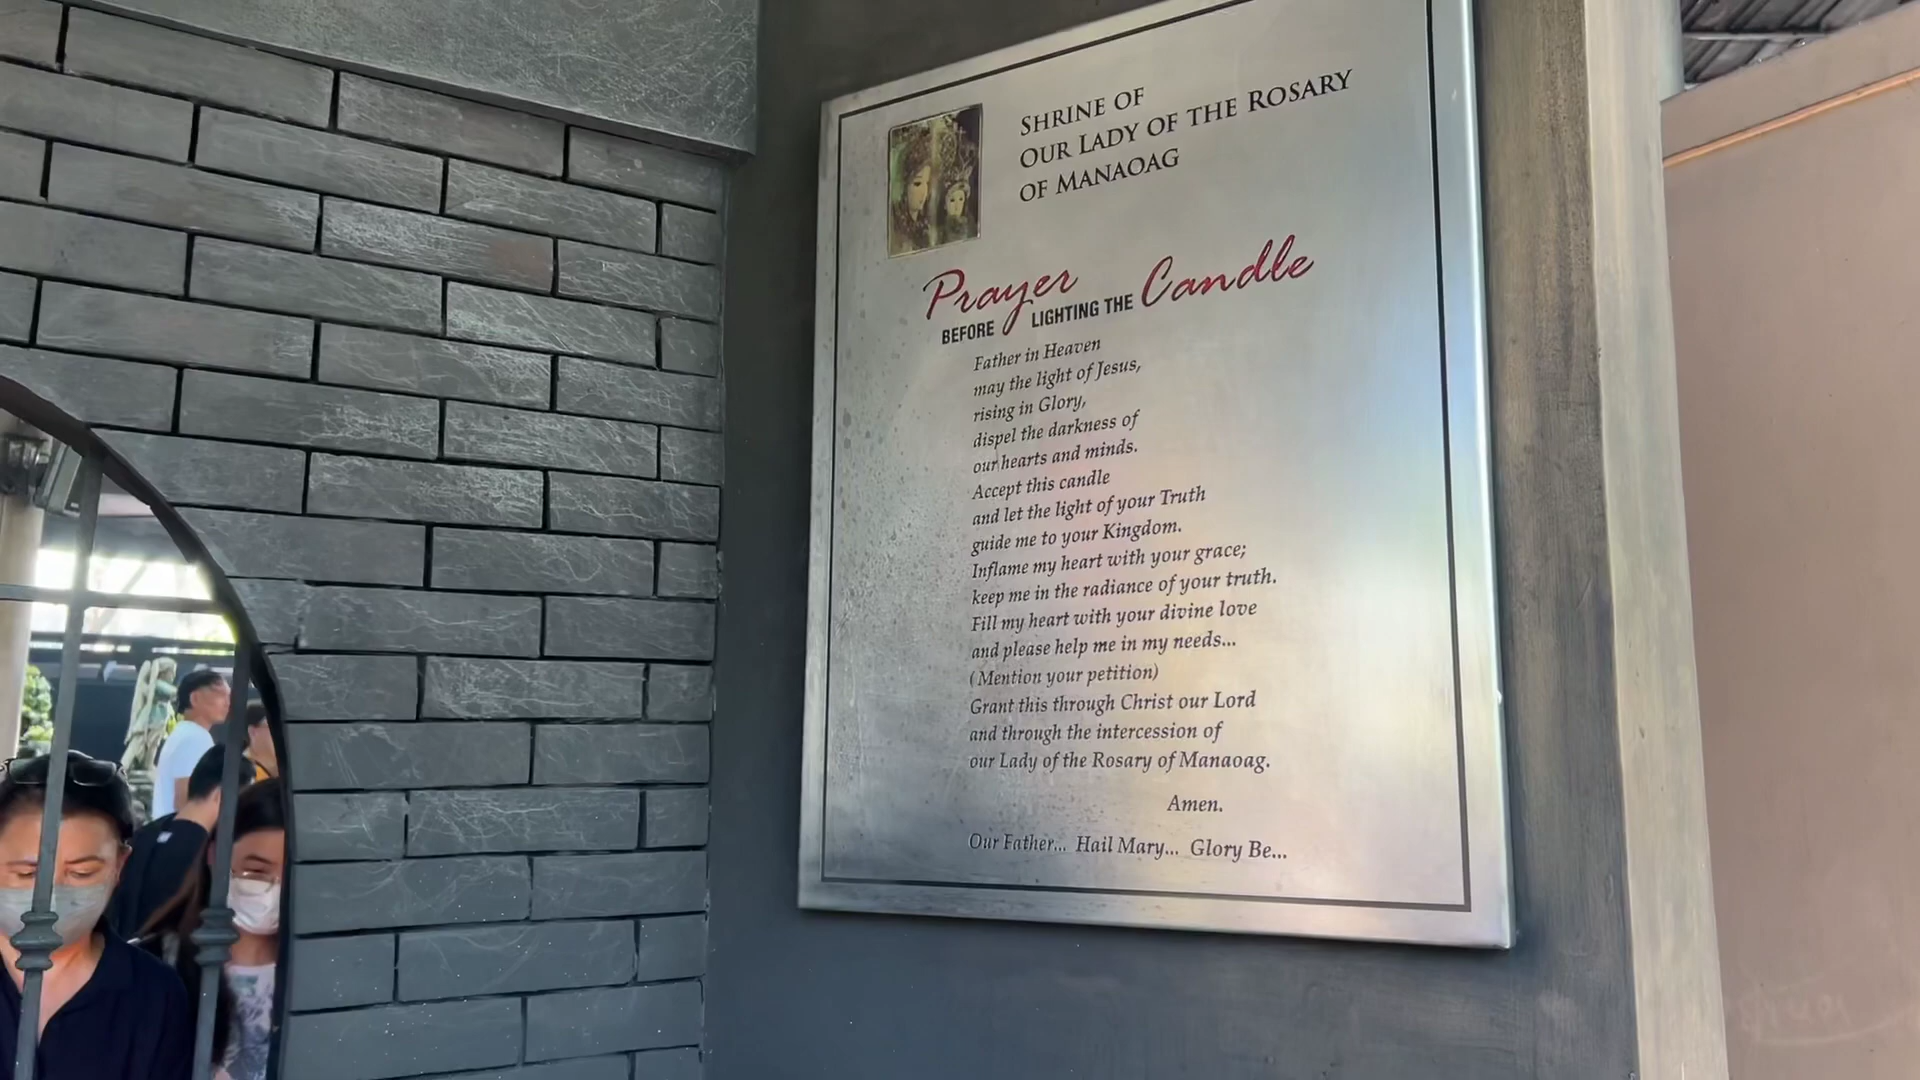 SHRINE OF
OUR LADY OF THE ROSARY
OF MANAOAG
Prayer
BEFORE LIGHTING THE Candle
Father in Heaven
may the light of Jesus,
rising in Glory,
dispel the darkness of
our hearts and minds.
Accept this candle
and let the light of your Truth
guide me to your Kingdom.
Inflame my heart with your grace;
keep me in the radiance of your truth.
Fill my heart with your divine love
and please help me in my needs...
(Mention your petition)
Grant this through Christ our Lord
and through the intercession of
our Lady of the Rosary of Manaoag.
Amen.
Our Father... Hail Mary... Glory Be...